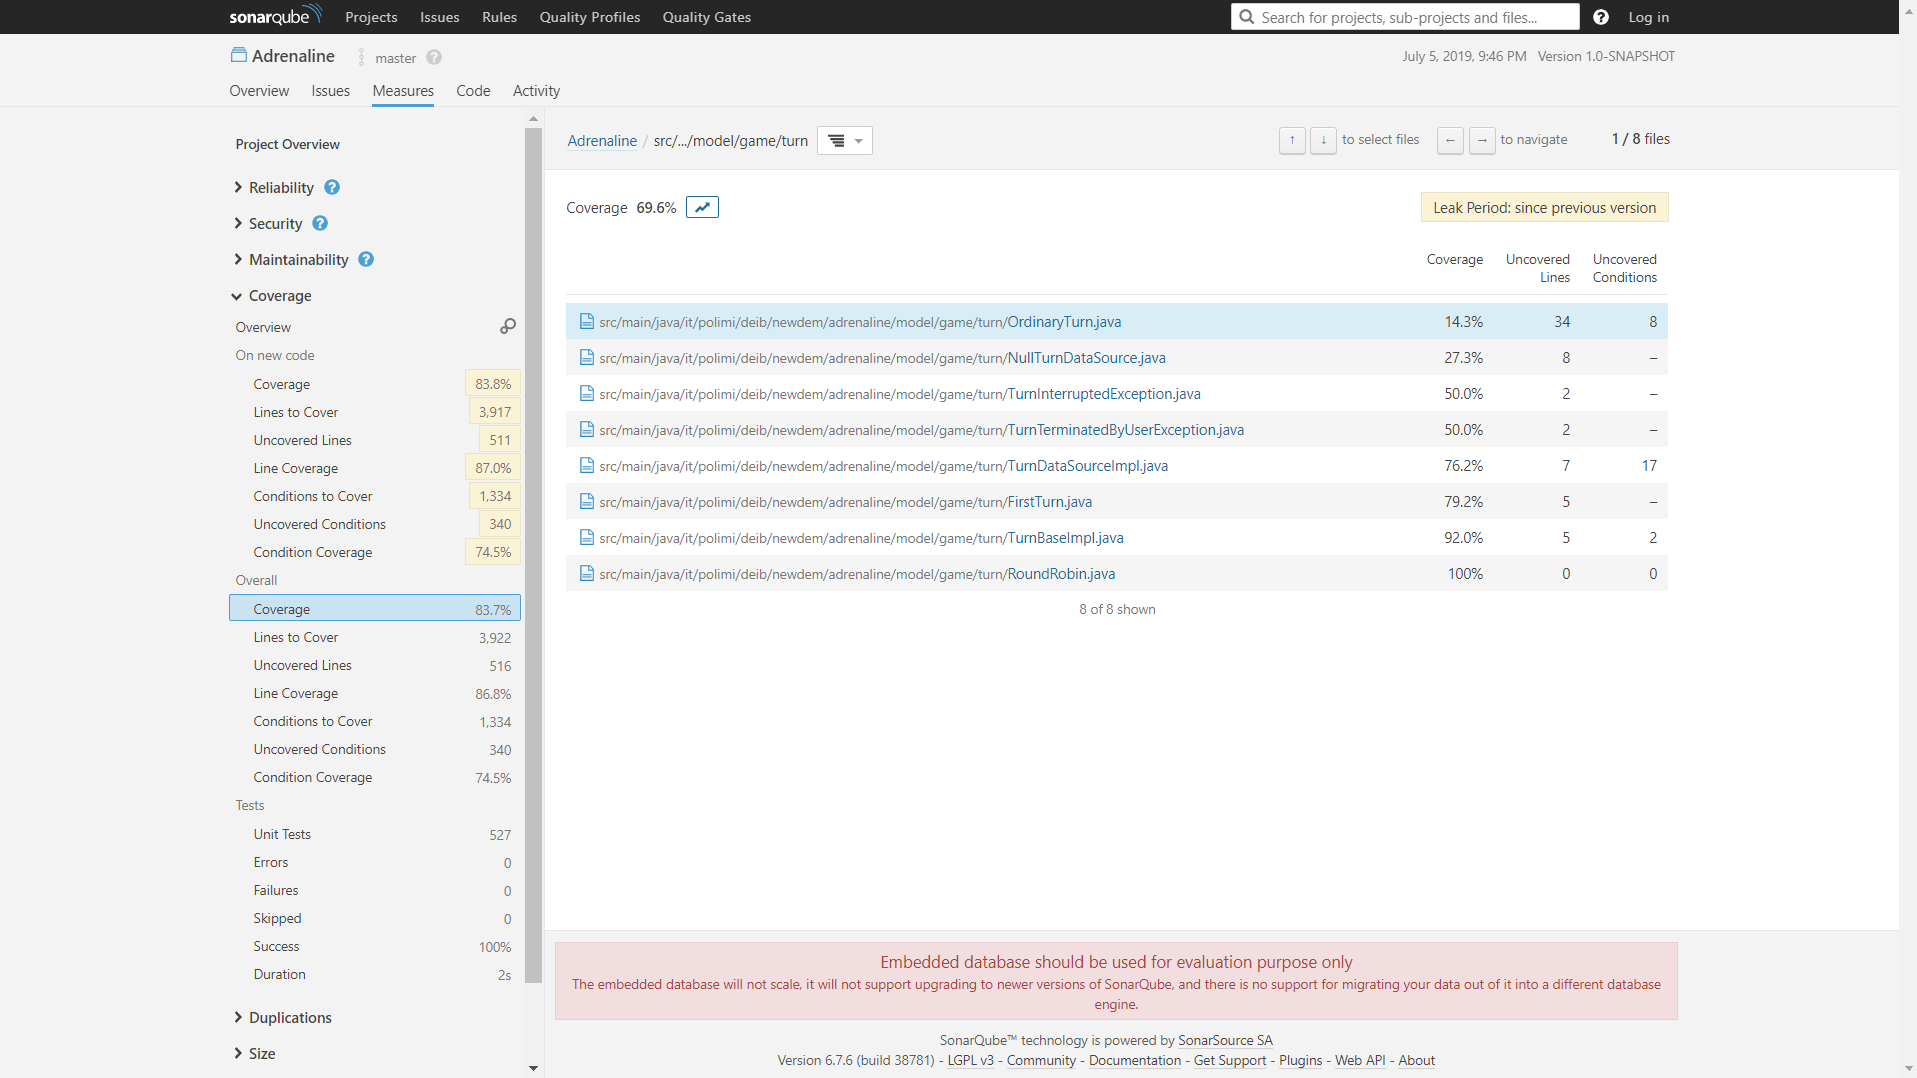 sonarqube Projects Issues Rules Quality Profiles Quality Gates Search for projects, sub-projects and files... Log in
Adrenaline master July 5, 2019, 9:46 PM Version 1.0-SNAPSHOT
Overview Issues Measures Code Activity
Project Overview
Reliability
Security
Maintainability
Coverage
Overview
On new code
Coverage 83.8%
Lines to Cover 3,917
Uncovered Lines 511
Line Coverage 87.0%
Conditions to Cover 1,334
Uncovered Conditions 340
Condition Coverage 74.5%
Overall
Coverage 83.7%
Lines to Cover 3,922
Uncovered Lines 516
Line Coverage 86.8%
Conditions to Cover 1,334
Uncovered Conditions 340
Condition Coverage 74.5%
Tests
Unit Tests 527
Errors 0
Failures 0
Skipped 0
Success 100%
Duration 2s
Duplications
Size
Adrenaline / src/.../model/game/turn ↑ ↓ to select files ← → to navigate 1 / 8 files
Coverage 69.6% Leak Period: since previous version
Coverage Uncovered Lines Uncovered Conditions
src/main/java/it/polimi/deib/newdem/adrenaline/model/game/turn/OrdinaryTurn.java 14.3% 34 8
src/main/java/it/polimi/deib/newdem/adrenaline/model/game/turn/NullTurnDataSource.java 27.3% 8 –
src/main/java/it/polimi/deib/newdem/adrenaline/model/game/turn/TurnInterruptedException.java 50.0% 2 –
src/main/java/it/polimi/deib/newdem/adrenaline/model/game/turn/TurnTerminatedByUserException.java 50.0% 2 –
src/main/java/it/polimi/deib/newdem/adrenaline/model/game/turn/TurnDataSourceImpl.java 76.2% 7 17
src/main/java/it/polimi/deib/newdem/adrenaline/model/game/turn/FirstTurn.java 79.2% 5 –
src/main/java/it/polimi/deib/newdem/adrenaline/model/game/turn/TurnBaseImpl.java 92.0% 5 2
src/main/java/it/polimi/deib/newdem/adrenaline/model/game/turn/RoundRobin.java 100% 0 0
8 of 8 shown
Embedded database should be used for evaluation purpose only
The embedded database will not scale, it will not support upgrading to newer versions of SonarQube, and there is no support for migrating your data out of it into a different database
engine.
SonarQube™ technology is powered by SonarSource SA
Version 6.7.6 (build 38781) - LGPL v3 - Community - Documentation - Get Support - Plugins - Web API - About